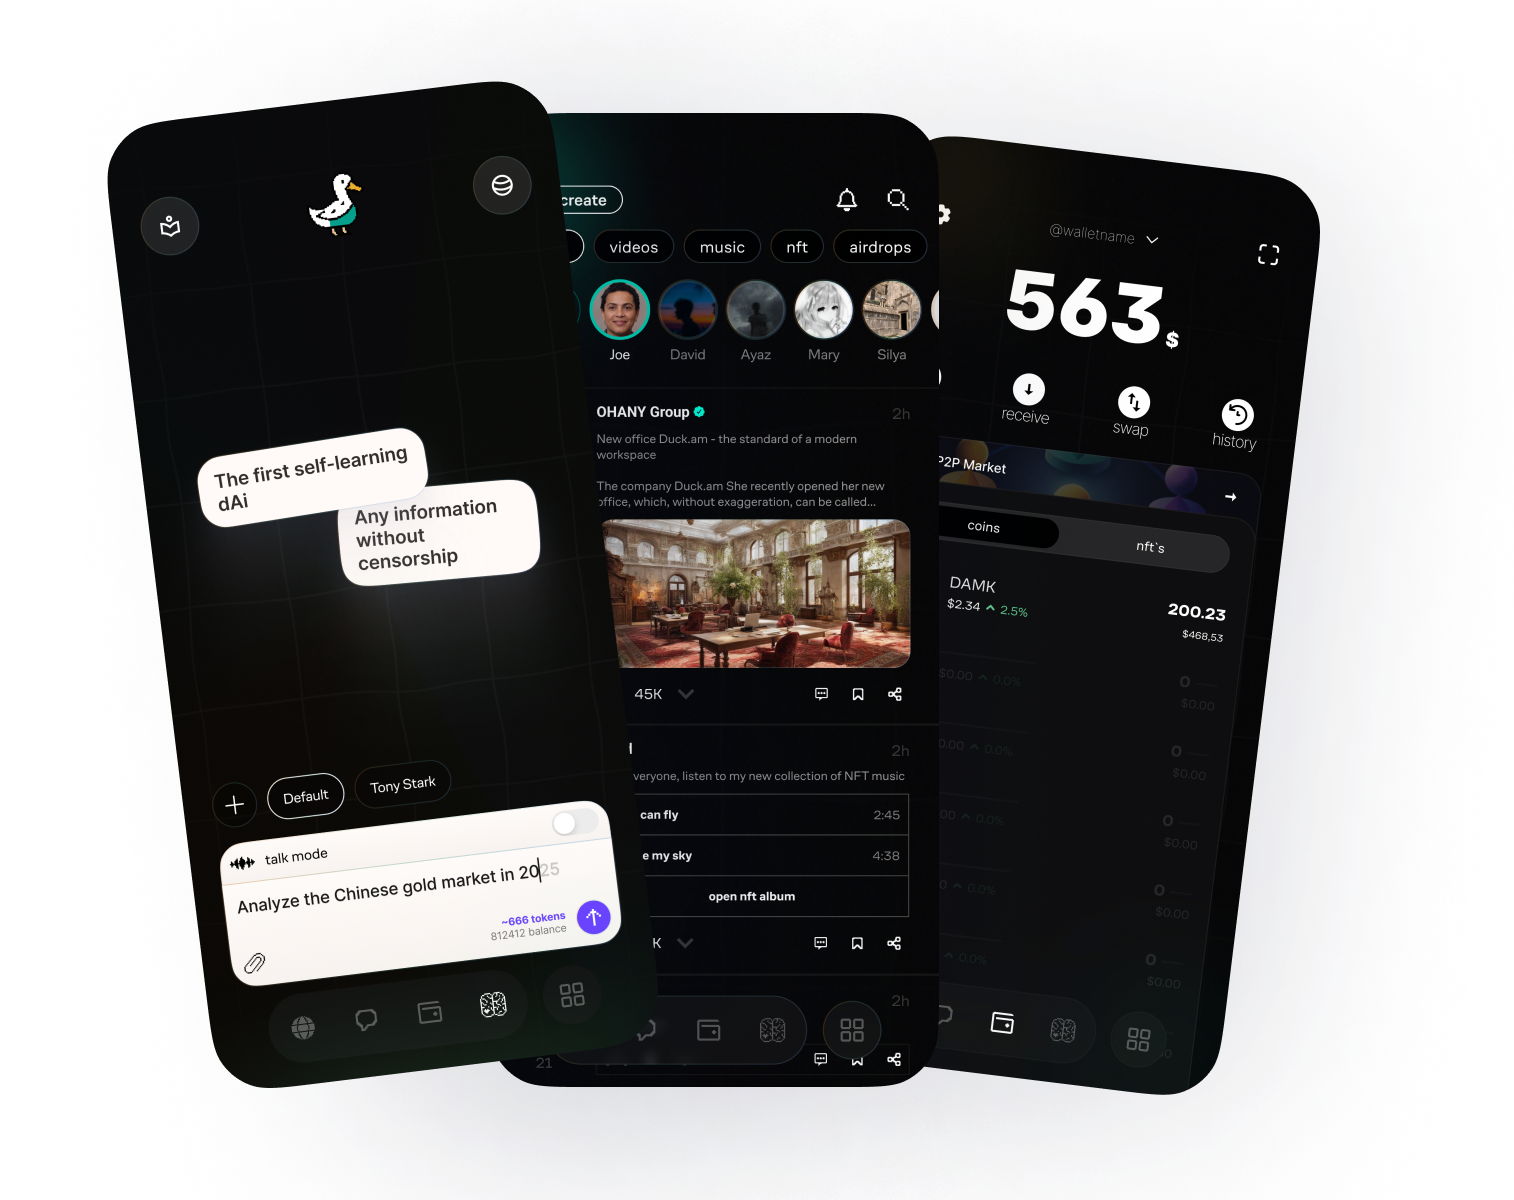 The first self-learning
dAi
Any information
without
censorship
Default
Tony Stark
talk mode
Analyze the Chinese gold market in 2025
~666 tokens
812412 balance
create
videos
music
nft
airdrops
Joe
David
Ayaz
Mary
Silya
OHANY Group
2h
New office Duck.am - the standard of a modern
workspace
The company Duck.am She recently opened her new
office, which, without exaggeration, can be called...
45K
2h
veryone, listen to my new collection of NFT music
can fly
2:45
e my sky
4:38
open nft album
K
2h
21
@walletname
563$
receive
swap
history
P2P Market
coins
nft`s
DAMK
$2.34
2.5%
200.23
$468,53
$0.00
0.0%
0
$0.00
0.00
0.0%
0
$0.00
00
0.0%
0
$0.00
0
0.0%
0
$0.00
0.0%
0
$0.00